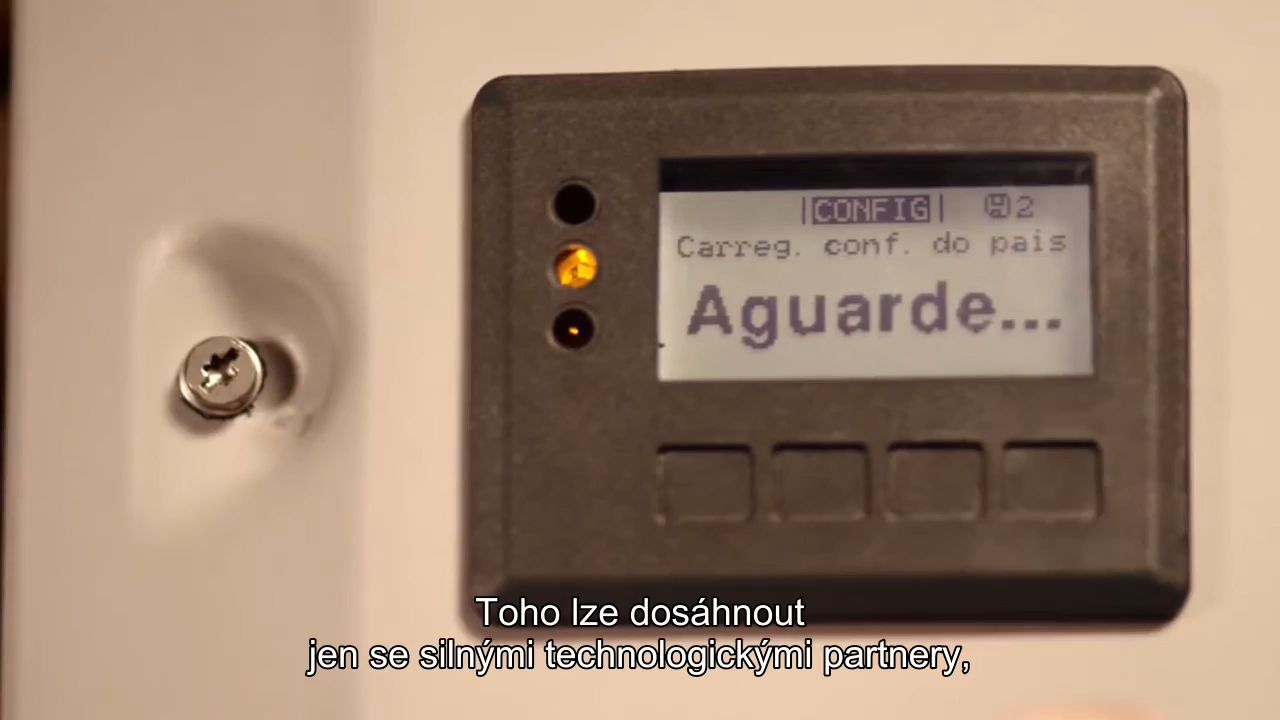 |CONFIG| 2
Carreg. conf. do pais
Aguarde...
Toho lze dosáhnout
jen se silnými technologickými partnery,